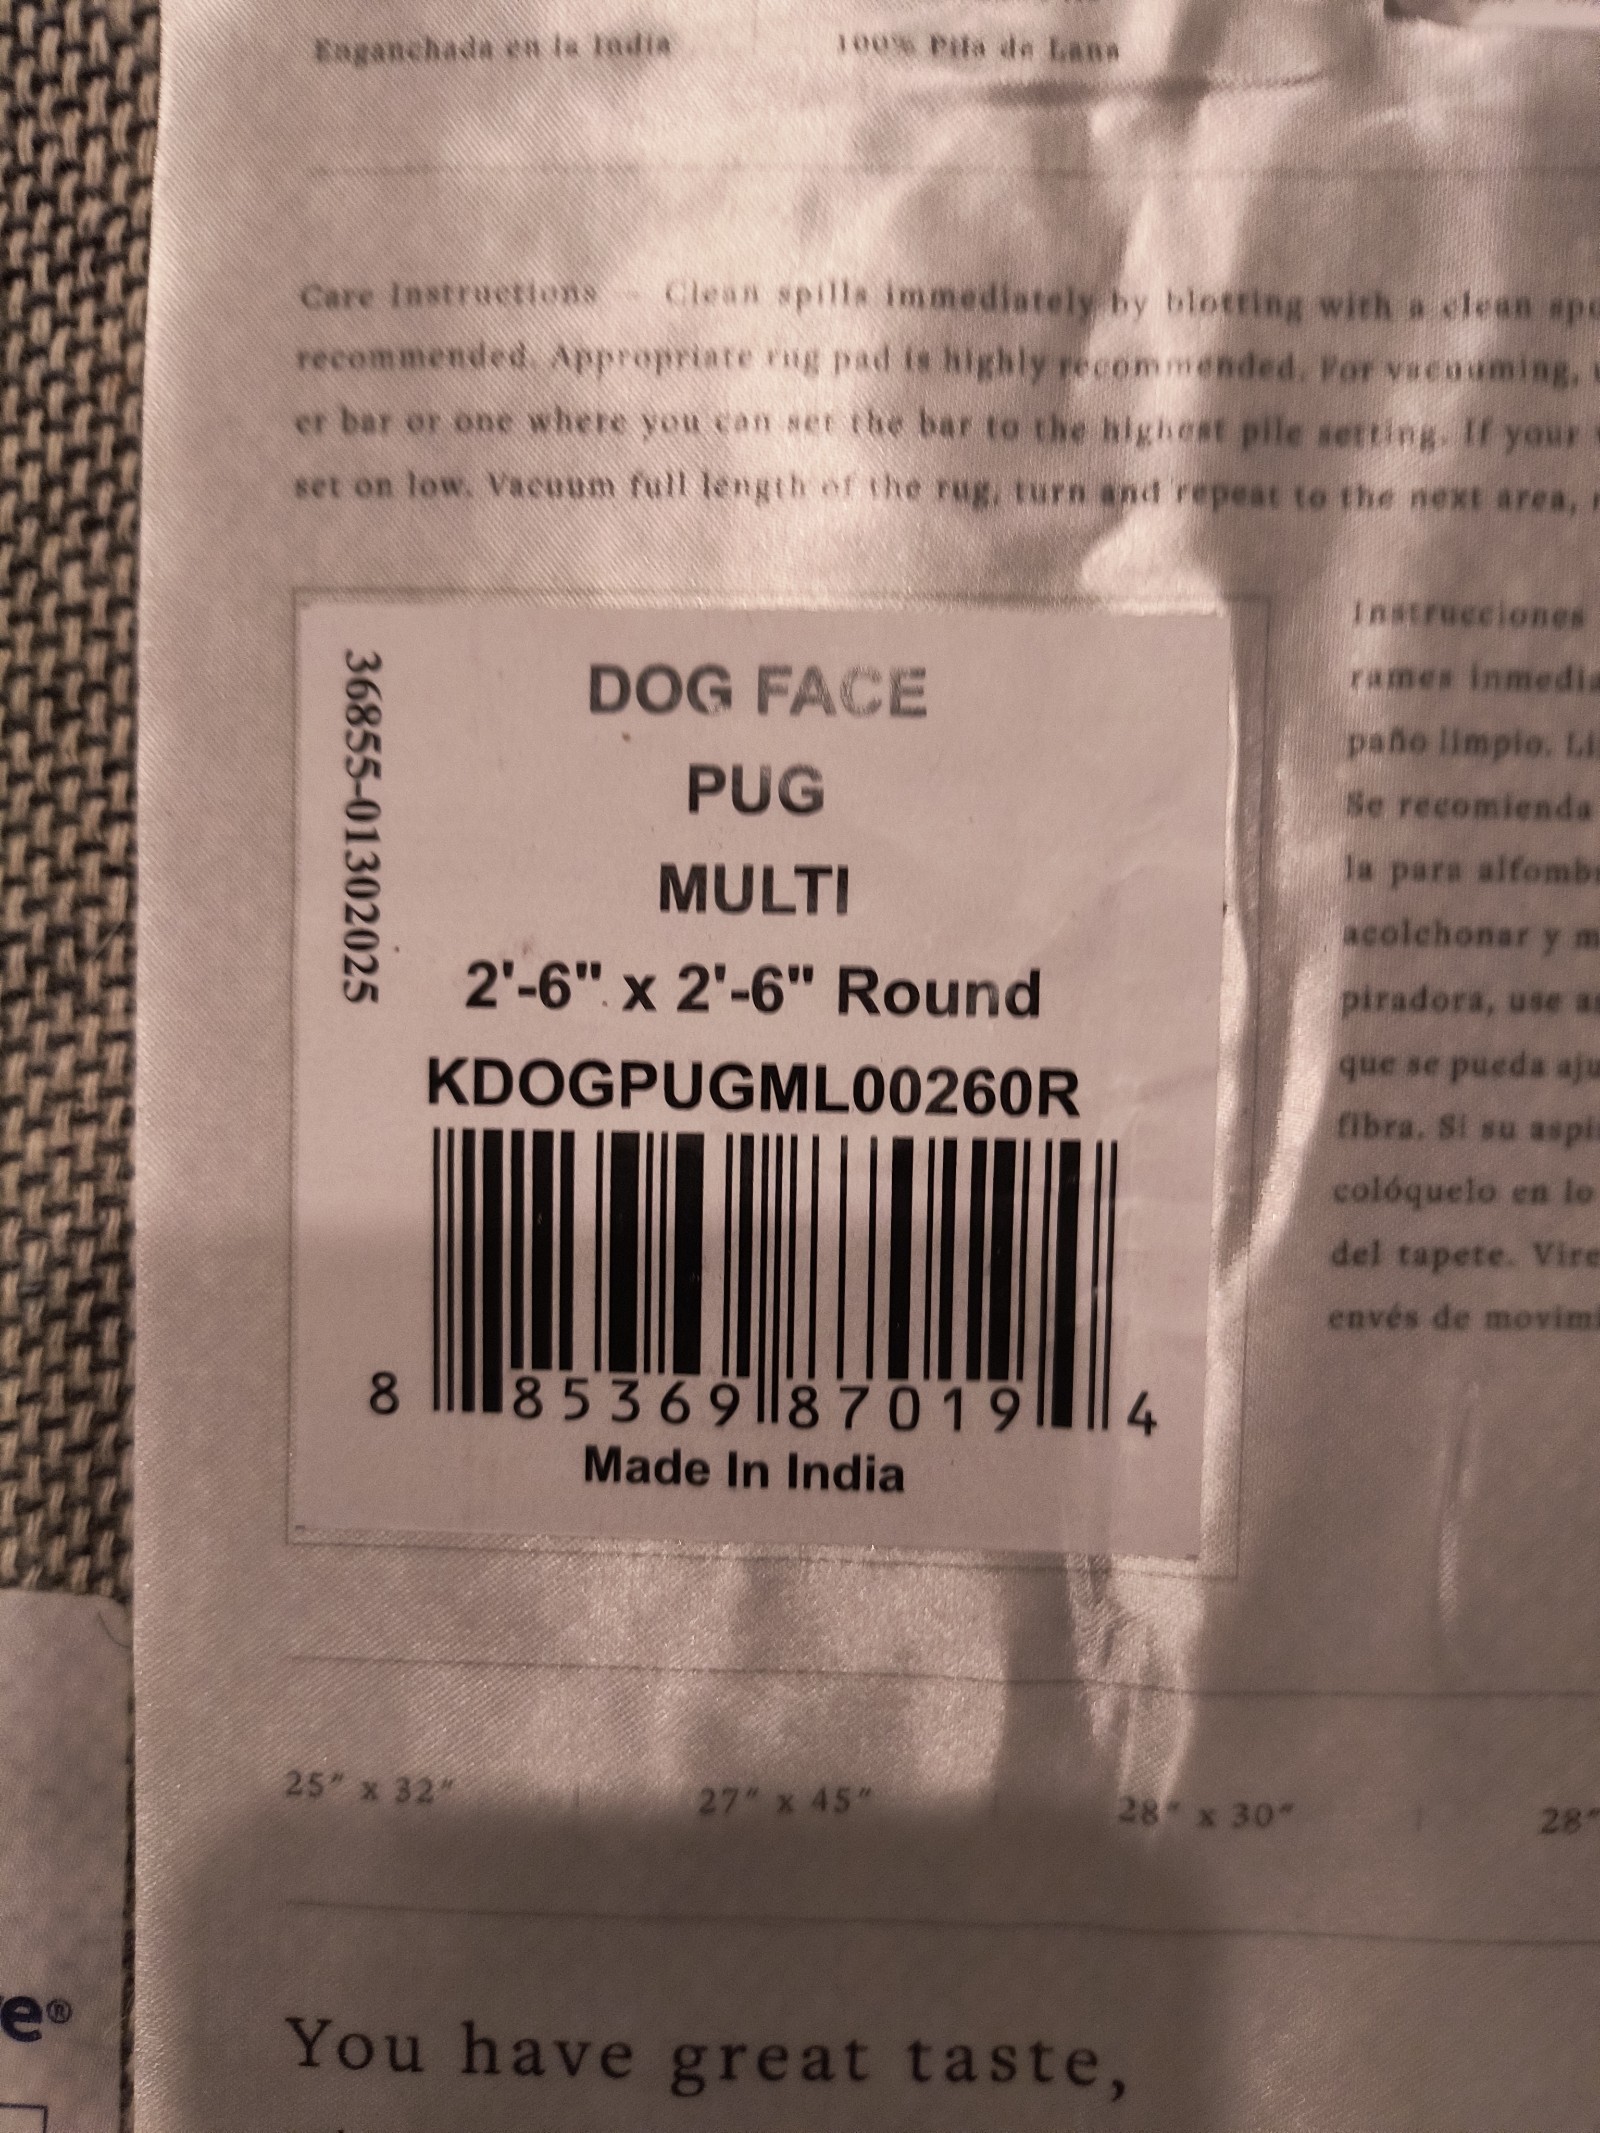 Enganchada en la India
100% Pila de Lana
Care Instructions - Clean spills immediately by blotting with a clean
recommended. Appropriate rug pad is highly recommended. For vacuuming,
er bar or one where you can set the bar to the highest pile setting. If your
set on low. Vacuum full length of the rug, turn and repeat to the next area,
36855-01302025
DOG FACE
PUG
MULTI
2'-6" x 2'-6" Round
KDOGPUGML00260R
8 85369 87019 4
Made In India
Instrucciones
rames inmedia
paño limpio. Li
Se recomienda
la para alfomb
acolchonar y m
piradora, use a
que se pueda aju
fibra. Si su aspi
colóquelo en lo
del tapete. Vire
envés de movimi
25" x 32"
27" x 45"
28" x 30"
28"
e®
You have great taste,